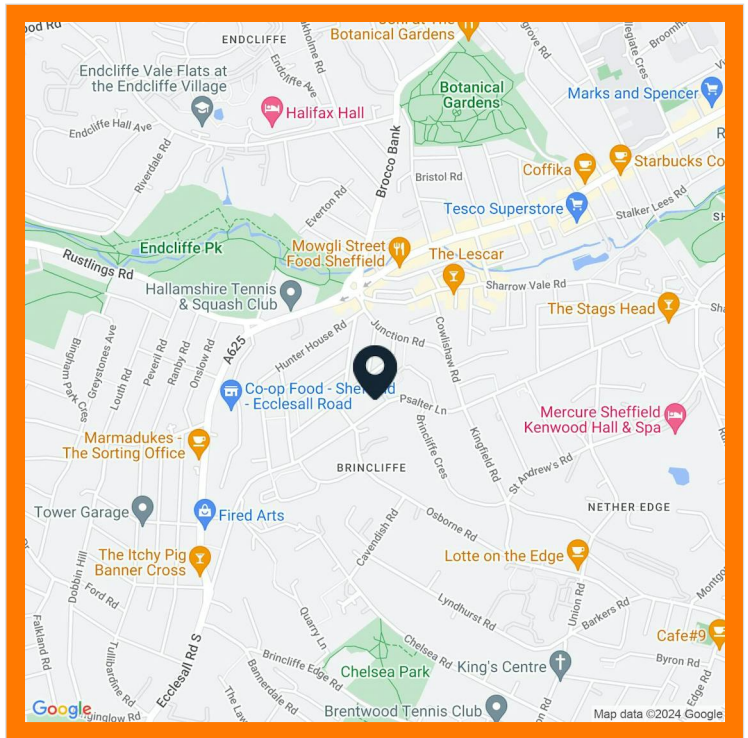 Botanical Gardens
ENDCLIFFE
Endcliffe Vale Flats at
the Endcliffe Village
Endcliffe Ave
Botanical
Gardens
Marks and Spencer
Halifax Hall
Endcliffe Hall Ave
Riverdale Rd
Brocco Bank
Bristol Rd
Coffika
Starbucks Co
Everton Rd
Tesco Superstore
Stalker Lees Rd
Endcliffe Pk
Mowgli Street
Food Sheffield
The Lescar
Rustlings Rd
Hallamshire Tennis
& Squash Club
Sharrow Vale Rd
The Stags Head
A625
Hunter House Rd
Junction Rd
Cowlishaw Rd
Bingham Park Cres
Greystones Ave
Louth Rd
Peveril Rd
Ranby Rd
Onslow Rd
Co-op Food - Sheffield
- Ecclesall Road
Psalter Ln
Mercure Sheffield
Kenwood Hall & Spa
Marmadukes -
The Sorting Office
Brincliffe Cres
Kingfield Rd
St Andrew's Rd
BRINCLIFFE
NETHER EDGE
Tower Garage
Fired Arts
Osborne Rd
Cavendish Rd
The Itchy Pig
Banner Cross
Lotte on the Edge
Dobbin Hill
Ford Rd
Lyndhurst Rd
Union Rd
Barkers Rd
Falkland Rd
Tullibardine Rd
Quarry Ln
Cafe#9
Chelsea Rd
Byron Rd
Ecclesall Rd S
Brincliffe Edge Rd
Bannerdale Rd
Chelsea Park
King's Centre
Edge Rd
Brentwood Tennis Club
Google
Map data ©2024 Google